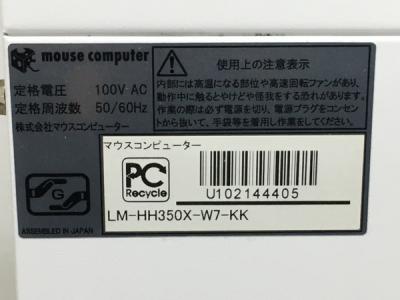 mouse computer
定格電圧 100V AC
定格周波数 50/60Hz
株式会社マウスコンピューター
使用上の注意表示
内部には高温になる部位や高速回転ファンがあり、
動作中に触るとやけどや怪我をする恐れがあります。
作業の際は必ず電源を切り、電源プラグをコンセ
ントから抜いて、手袋等を着用し作業をしてください。
マウスコンピューター
PC
Recycle
U102144405
LM-HH350X-W7-KK
G
ASSEMBLED IN JAPAN